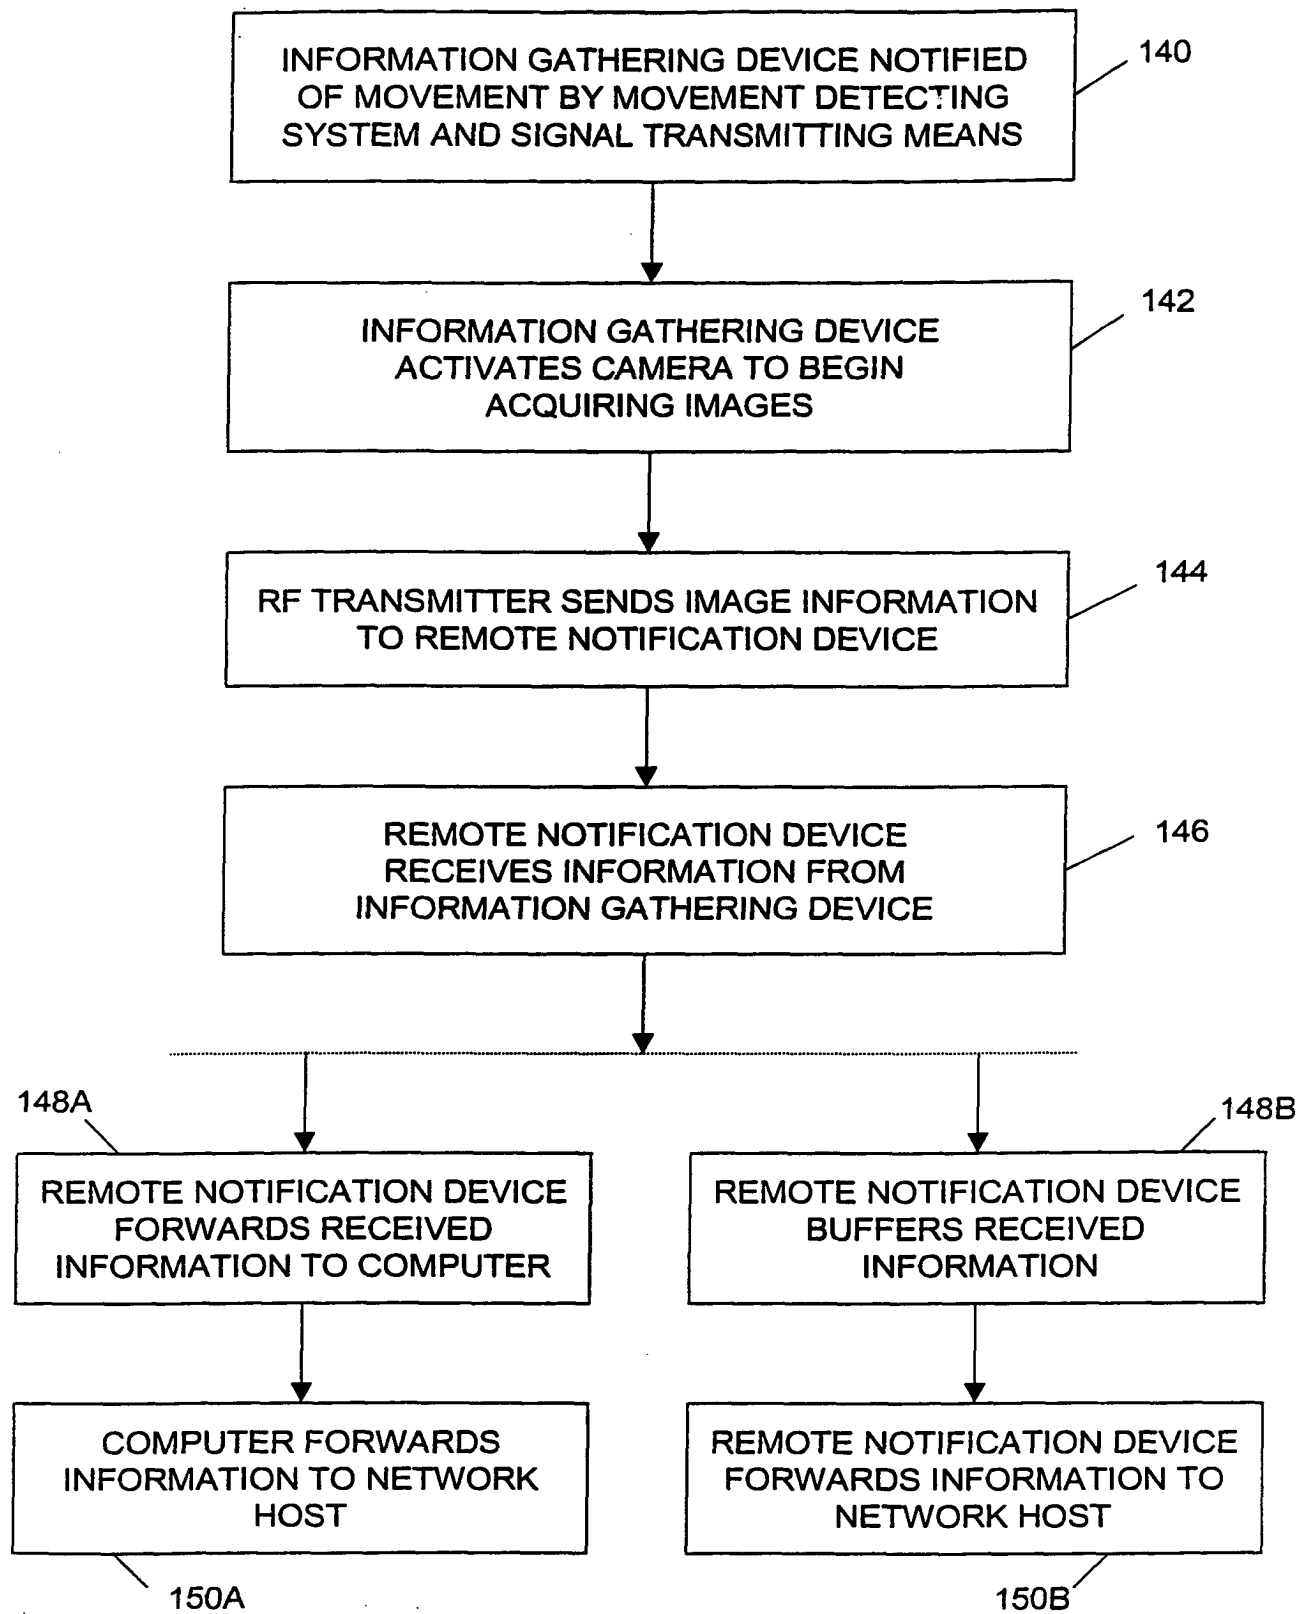 INFORMATION GATHERING DEVICE NOTIFIED
OF MOVEMENT BY MOVEMENT DETECTING
SYSTEM AND SIGNAL TRANSMITTING MEANS
140
INFORMATION GATHERING DEVICE
ACTIVATES CAMERA TO BEGIN
ACQUIRING IMAGES
142
RF TRANSMITTER SENDS IMAGE INFORMATION
TO REMOTE NOTIFICATION DEVICE
144
REMOTE NOTIFICATION DEVICE
RECEIVES INFORMATION FROM
INFORMATION GATHERING DEVICE
146
148A
REMOTE NOTIFICATION DEVICE
FORWARDS RECEIVED
INFORMATION TO COMPUTER
148B
REMOTE NOTIFICATION DEVICE
BUFFERS RECEIVED
INFORMATION
COMPUTER FORWARDS
INFORMATION TO NETWORK
HOST
150A
REMOTE NOTIFICATION DEVICE
FORWARDS INFORMATION TO
NETWORK HOST
150B